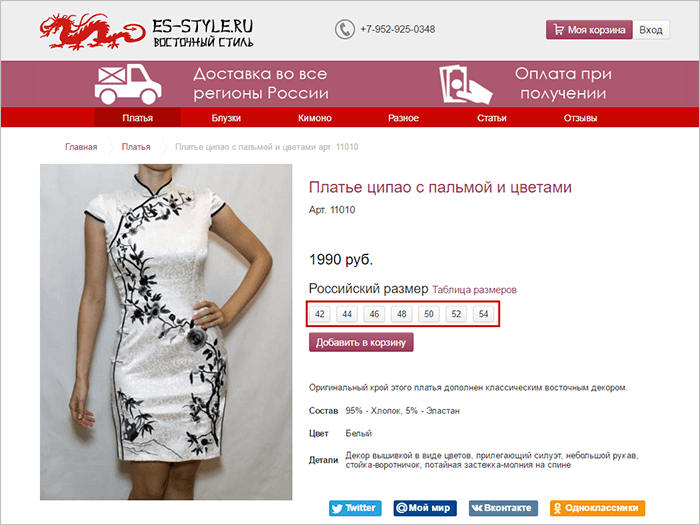 ES-STYLE.RU
ВОСТОЧНЫЙ СТИЛЬ
+7-952-925-0348
Моя корзина
Вход
Доставка во все
регионы России
Оплата при
получении
Платья
Блузки
Кимоно
Разное
Статьи
Отзывы
Главная
Платья
Платье ципао с пальмой и цветами арт. 11010
Платье ципао с пальмой и цветами
Арт. 11010
1990 руб.
Российский размер Таблица размеров
42 44 46 48 50 52 54
Добавить в корзину
Оригинальный крой этого платья дополнен классическим восточным декором.
Состав 95% - Хлопок, 5% - Эластан
Цвет Белый
Детали Декор вышивкой в виде цветов, прилегающий силуэт, небольшой рукав,
стойка-воротничок, потайная застежка-молния на спине
Twitter
@Мой мир
Вконтакте
Одноклассники